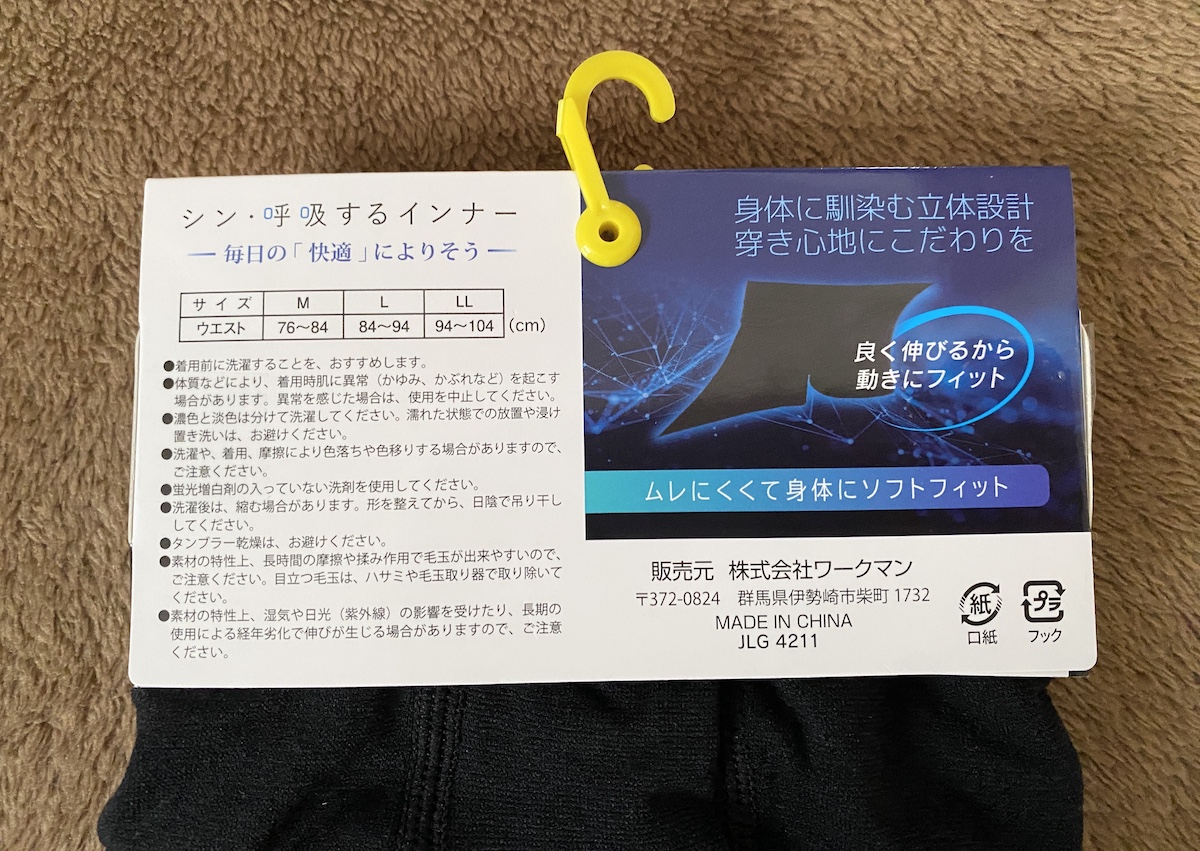 シン・呼吸するインナー
毎日の「快適」によりそう
サイズ M L LL
ウエスト 76〜84 84〜94 94〜104 (cm)
●着用前に洗濯することを、おすすめします。
●体質などにより、着用時肌に異常（かゆみ、かぶれなど）を起こす
場合があります。異常を感じた場合は、使用を中止してください。
●濃色と淡色は分けて洗濯してください。濡れた状態での放置や浸け
置き洗いは、お避けください。
●洗濯や、着用、摩擦により色落ちや色移りする場合がありますので、
ご注意ください。
●蛍光増白剤の入っていない洗剤を使用してください。
●洗濯後は、縮む場合があります。形を整えてから、日陰で吊り干し
してください。
●タンブラー乾燥は、お避けください。
●素材の特性上、長時間の摩擦や揉み作用で毛玉が出来やすいので、
ご注意ください。目立つ毛玉は、ハサミや毛玉取り器で取り除いて
ください。
●素材の特性上、湿気や日光（紫外線）の影響を受けたり、長期の
使用による経年劣化で伸びが生じる場合がありますので、ご注意
ください。
身体に馴染む立体設計
穿き心地にこだわりを
良く伸びるから
動きにフィット
ムレにくくて身体にソフトフィット
販売元 株式会社ワークマン
〒372-0824 群馬県伊勢崎市柴町1732
MADE IN CHINA
JLG 4211
紙 プラ
口紙 フック